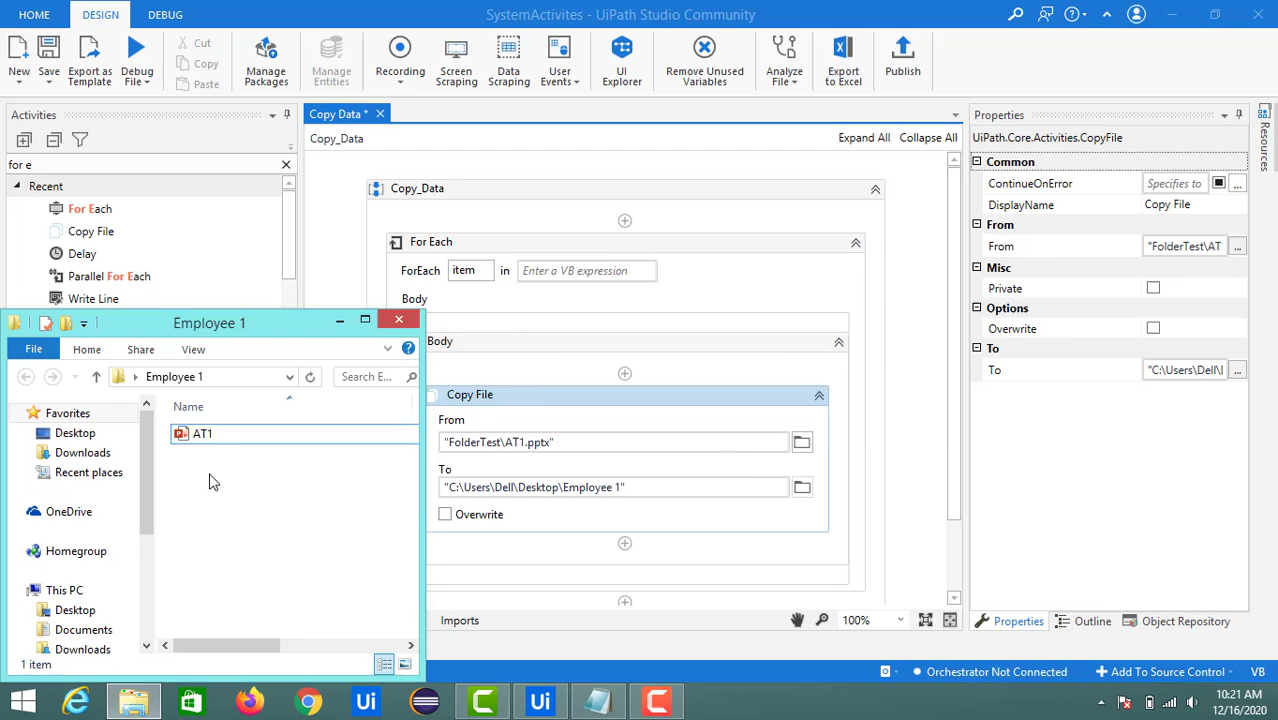 HOME DESIGN DEBUG SystemActivites - UiPath Studio Community
New Save Export as Template Debug File Cut Copy Paste Manage Packages Manage Entities Recording Screen Scraping Data Scraping User Events UI Explorer Remove Unused Variables Analyze File Export to Excel Publish
Activities
for e
Recent
For Each
Copy File
Delay
Parallel For Each
Write Line
Copy Data *
Copy_Data Expand All Collapse All
Copy_Data
For Each
ForEach item in Enter a VB expression
Body
Body
Copy File
From
"FolderTest\AT1.pptx"
To
"C:\Users\Dell\Desktop\Employee 1"
Overwrite
Imports 100%
Properties
UiPath.Core.Activities.CopyFile
Common
ContinueOnError Specifies to ...
DisplayName Copy File
From
From "FolderTest\AT ...
Misc
Private
Options
Overwrite
To
To "C:\Users\Dell\ ...
Properties Outline Object Repository
Resources
Employee 1
File Home Share View
Employee 1 Search E...
Favorites
Desktop
Downloads
Recent places
OneDrive
Homegroup
This PC
Desktop
Documents
Downloads
Name
AT1
1 item
Orchestrator Not Connected Add To Source Control VB
Ui Ui
10:21 AM
12/16/2020